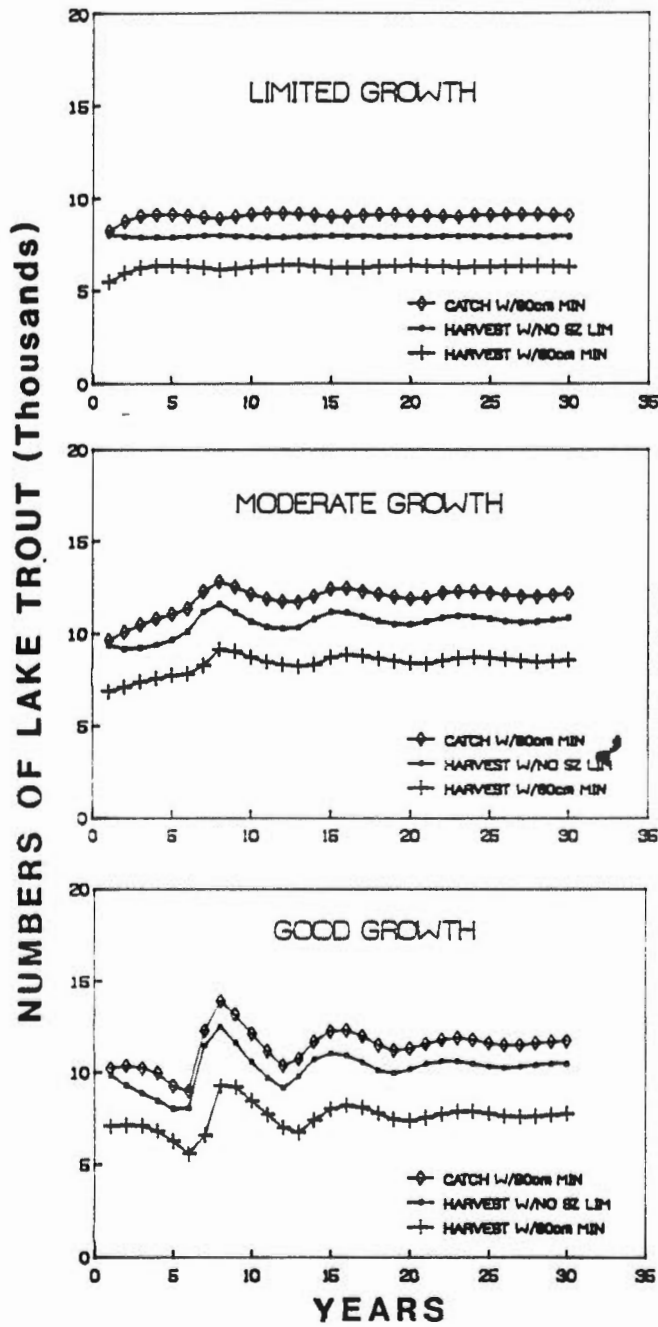 NUMBERS OF LAKE TROUT (Thousands)
LIMITED GROWTH
20
15
10
5
0
CATCH W/60cm MIN
HARVEST W/NO SZ LIM
HARVEST W/60cm MIN
0 5 10 15 20 25 30 35
MODERATE GROWTH
20
15
10
5
0
CATCH W/60cm MIN
HARVEST W/NO SZ LIM
HARVEST W/60cm MIN
0 5 10 15 20 25 30 35
GOOD GROWTH
20
15
10
5
0
CATCH W/60cm MIN
HARVEST W/NO SZ LIM
HARVEST W/60cm MIN
0 5 10 15 20 25 30 35
YEARS